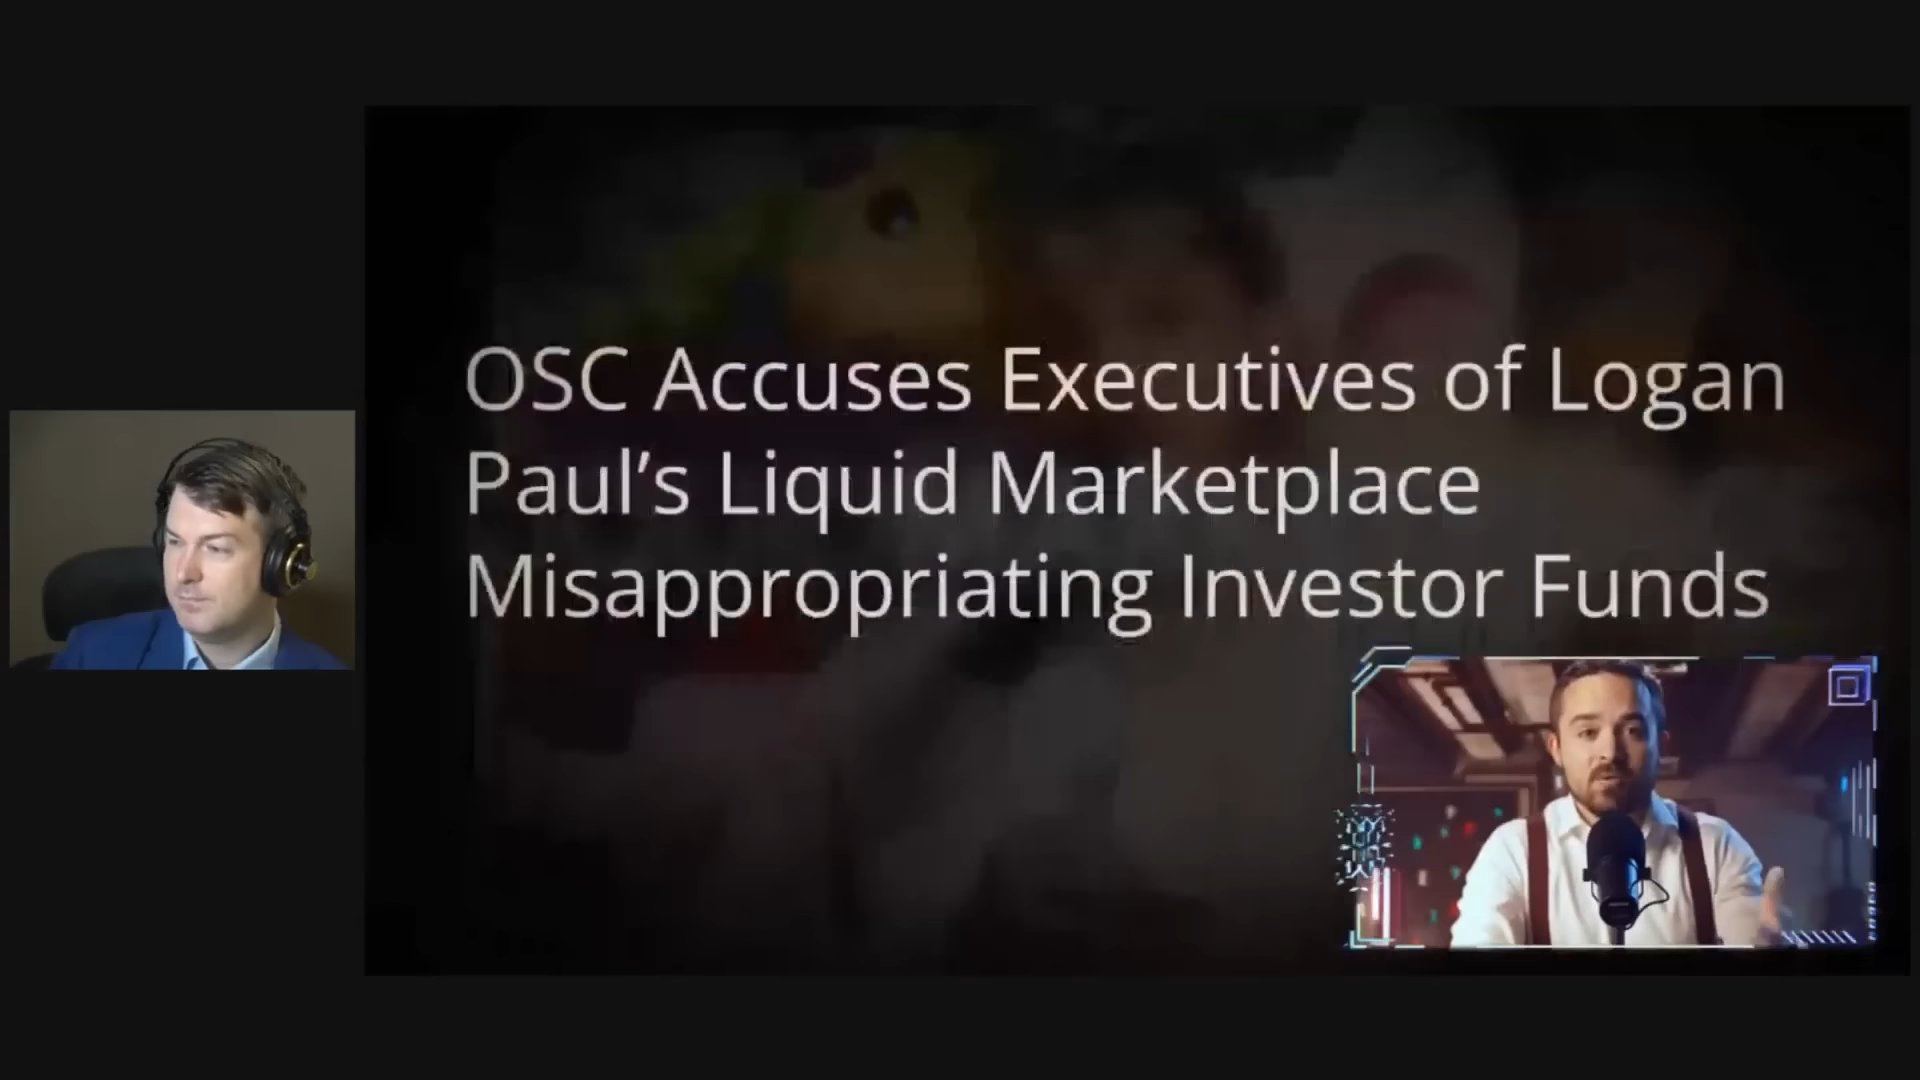 OSC Accuses Executives of Logan
Paul’s Liquid Marketplace
Misappropriating Investor Funds